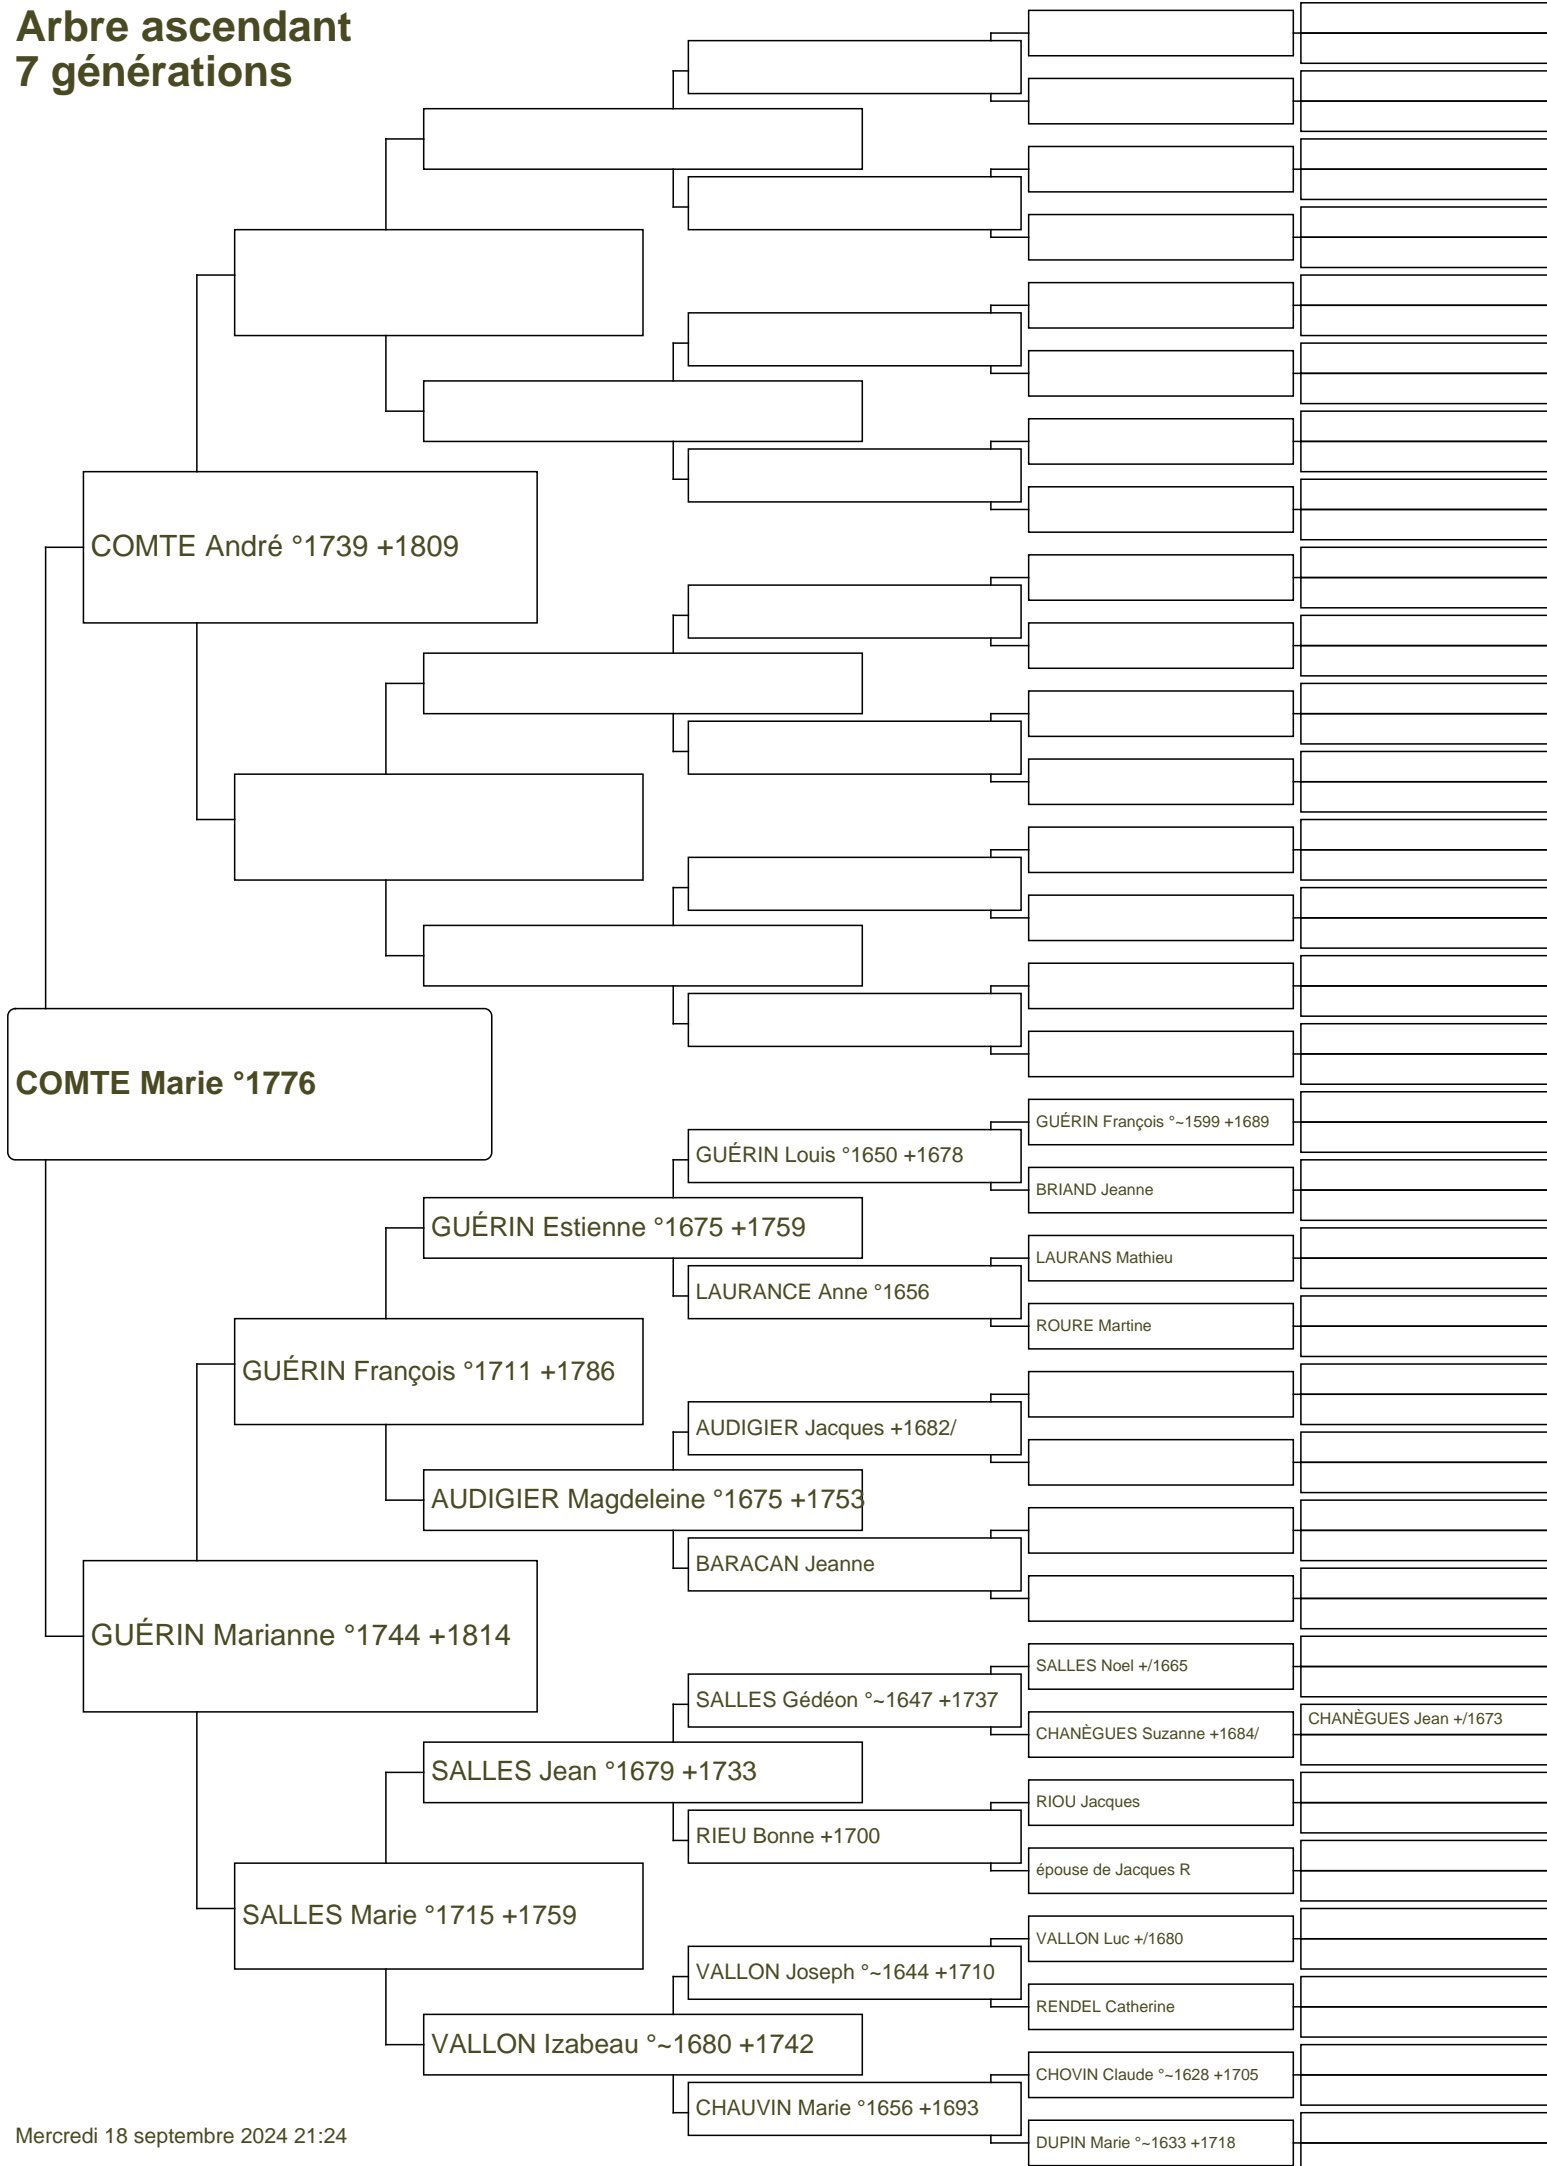 Arbre ascendant
7 générations
COMTE André °1739 +1809
COMTE Marie °1776
GUÉRIN François °~1599 +1689
GUÉRIN Louis °1650 +1678
BRIAND Jeanne
GUÉRIN Estienne °1675 +1759
LAURANS Mathieu
LAURANCE Anne °1656
ROURE Martine
GUÉRIN François °1711 +1786
AUDIGIER Jacques +1682/
AUDIGIER Magdeleine °1675 +1753
BARACAN Jeanne
GUÉRIN Marianne °1744 +1814
SALLES Noel +/1665
SALLES Gédéon °~1647 +1737
CHANÈGUES Jean +/1673
CHANÈGUES Suzanne +1684/
SALLES Jean °1679 +1733
RIOU Jacques
RIEU Bonne +1700
épouse de Jacques R
SALLES Marie °1715 +1759
VALLON Luc +/1680
VALLON Joseph °~1644 +1710
RENDEL Catherine
VALLON Izabeau °~1680 +1742
CHOVIN Claude °~1628 +1705
CHAUVIN Marie °1656 +1693
DUPIN Marie °~1633 +1718
Mercredi 18 septembre 2024 21:24